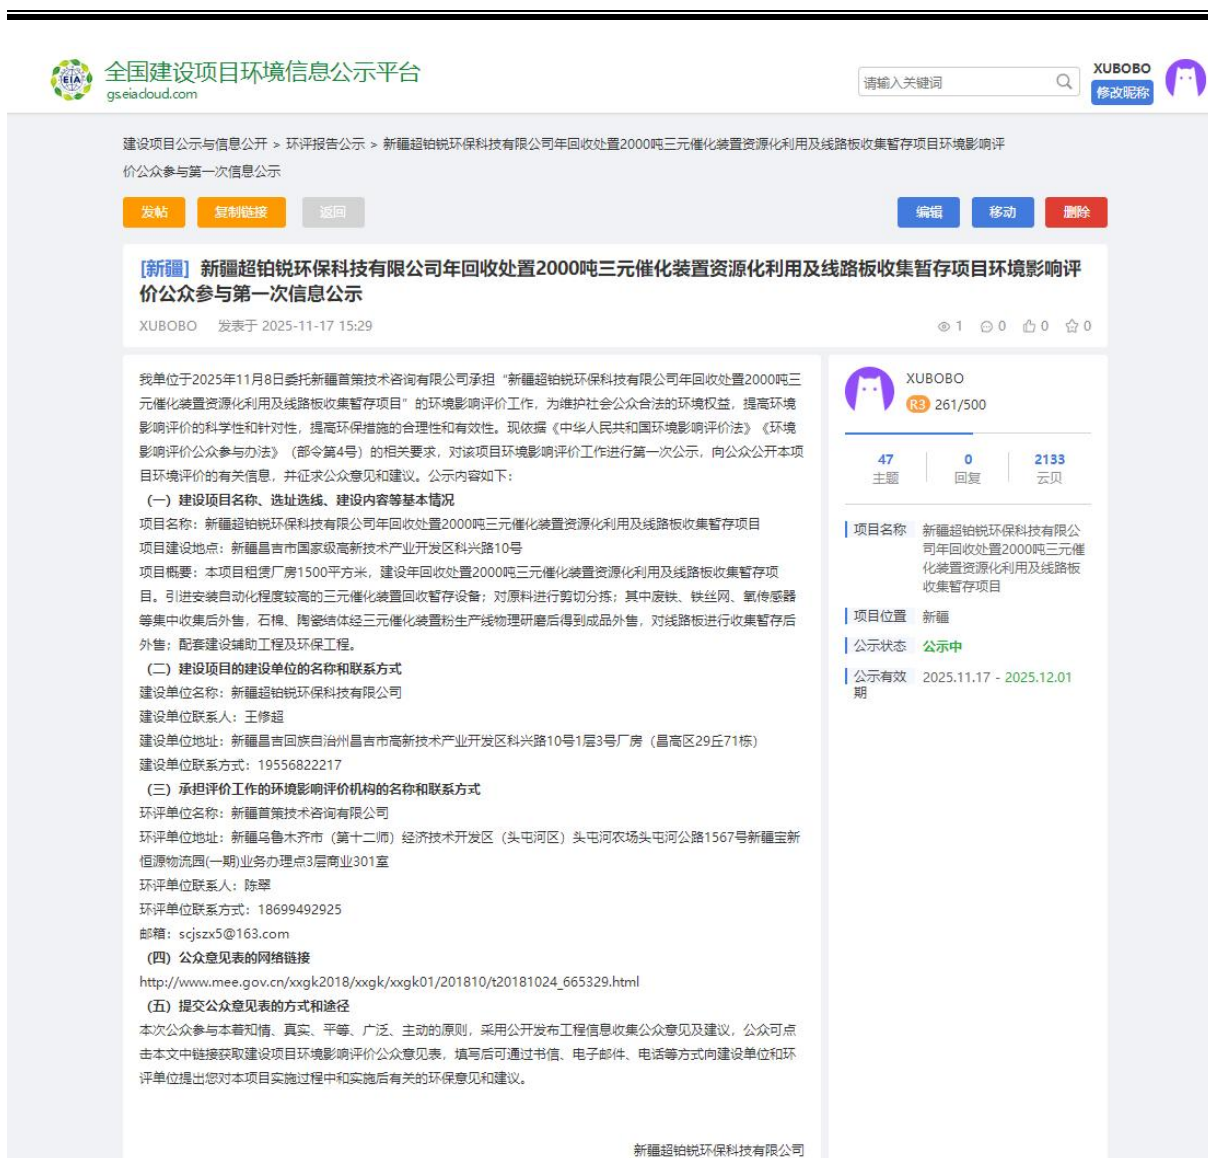 全国建设项目环境信息公示平台
gs.eiacloud.com
请输入关键词
XUBOBO
修改昵称
建设项目公示与信息公开 > 环评报告公示 > 新疆超铂锐环保科技有限公司年回收处置2000吨三元催化装置资源化利用及线路板收集暂存项目环境影响评
价公众参与第一次信息公示
发帖 复制链接 返回 编辑 移动 删除
[新疆] 新疆超铂锐环保科技有限公司年回收处置2000吨三元催化装置资源化利用及线路板收集暂存项目环境影响评
价公众参与第一次信息公示
XUBOBO 发表于 2025-11-17 15:29 1 0 0 0
我单位于2025年11月8日委托新疆首策技术咨询有限公司承担“新疆超铂锐环保科技有限公司年回收处置2000吨三
元催化装置资源化利用及线路板收集暂存项目”的环境影响评价工作，为维护社会公众合法的环境权益，提高环境
影响评价的科学性和针对性，提高环保措施的合理性和有效性。现依据《中华人民共和国环境影响评价法》《环境
影响评价公众参与办法》（部令第4号）的相关要求，对该项目环境影响评价工作进行第一次公示，向公众公开本项
目环境评价的有关信息，并征求公众意见和建议。公示内容如下：
（一）建设项目名称、选址选线、建设内容等基本情况
项目名称：新疆超铂锐环保科技有限公司年回收处置2000吨三元催化装置资源化利用及线路板收集暂存项目
项目建设地点：新疆昌吉市国家级高新技术产业开发区科兴路10号
项目概要：本项目租赁厂房1500平方米，建设年回收处置2000吨三元催化装置资源化利用及线路板收集暂存项
目。引进安装自动化程度较高的三元催化装置回收暂存设备；对原料进行剪切分拣；其中废铁、铁丝网、氧传感器
等集中收集后外售，石棉、陶瓷结体经三元催化装置粉生产线物理研磨后得到成品外售，对线路板进行收集暂存后
外售；配套建设辅助工程及环保工程。
（二）建设项目的建设单位的名称和联系方式
建设单位名称：新疆超铂锐环保科技有限公司
建设单位联系人：王修超
建设单位地址：新疆昌吉回族自治州昌吉市高新技术产业开发区科兴路10号1层3号厂房（昌高区29丘71栋）
建设单位联系方式：19556822217
（三）承担评价工作的环境影响评价机构的名称和联系方式
环评单位名称：新疆首策技术咨询有限公司
环评单位地址：新疆乌鲁木齐市（第十二师）经济技术开发区（头屯河区）头屯河农场头屯河公路1567号新疆宝新
恒源物流园(一期)业务办理点3层商业301室
环评单位联系人：陈翠
环评单位联系方式：18699492925
邮箱：scjszx5@163.com
（四）公众意见表的网络链接
http://www.mee.gov.cn/xxgk2018/xxgk/xxgk01/201810/t20181024_665329.html
（五）提交公众意见表的方式和途径
本次公众参与本着知情、真实、平等、广泛、主动的原则，采用公开发布工程信息收集公众意见及建议，公众可点
击本文中链接获取建设项目环境影响评价公众意见表，填写后可通过书信、电子邮件、电话等方式向建设单位和环
评单位提出您对本项目实施过程中和实施后有关的环保意见和建议。
新疆超铂锐环保科技有限公司
XUBOBO
R3 261/500
47 0 2133
主题 回复 云贝
项目名称 新疆超铂锐环保科技有限公
司年回收处置2000吨三元催
化装置资源化利用及线路板
收集暂存项目
项目位置 新疆
公示状态 公示中
公示有效 2025.11.17 - 2025.12.01
期